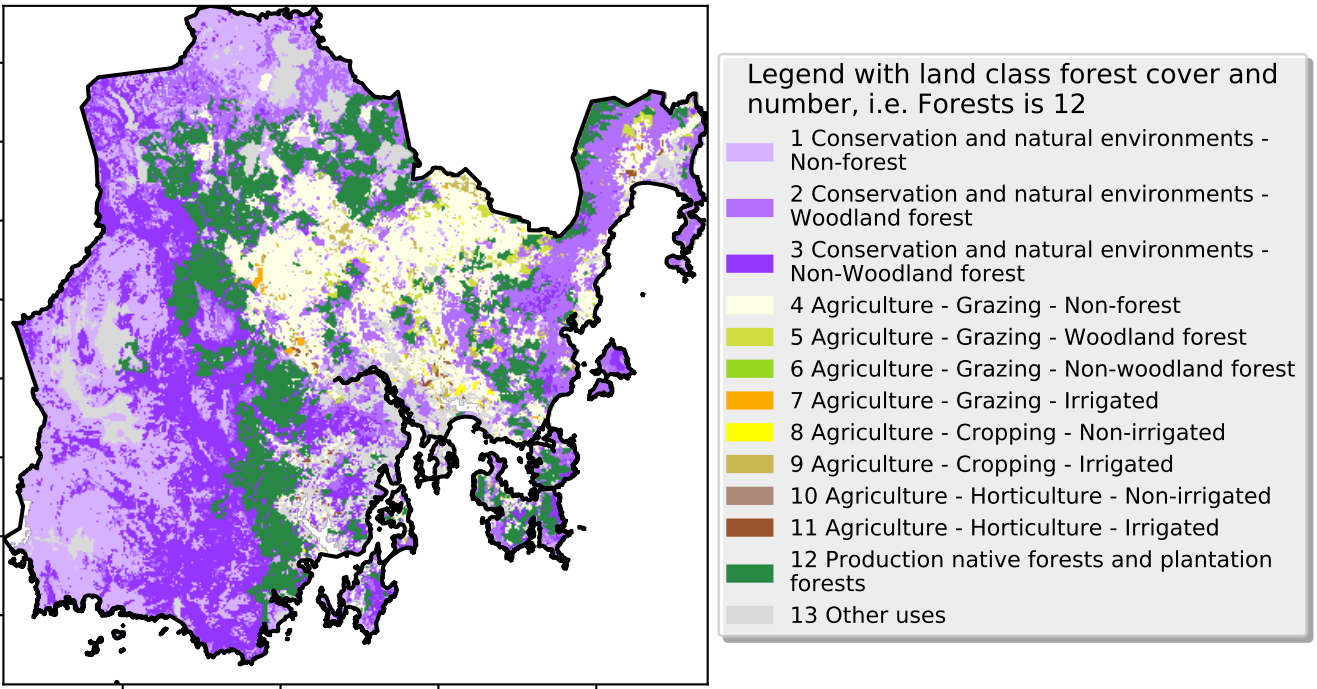 Legend with land class forest cover and
number, i.e. Forests is 12
1 Conservation and natural environments -
Non-forest
2 Conservation and natural environments -
Woodland forest
3 Conservation and natural environments -
Non-Woodland forest
4 Agriculture - Grazing - Non-forest
5 Agriculture - Grazing - Woodland forest
6 Agriculture - Grazing - Non-woodland forest
7 Agriculture - Grazing - Irrigated
8 Agriculture - Cropping - Non-irrigated
9 Agriculture - Cropping - Irrigated
10 Agriculture - Horticulture - Non-irrigated
11 Agriculture - Horticulture - Irrigated
12 Production native forests and plantation
forests
13 Other uses